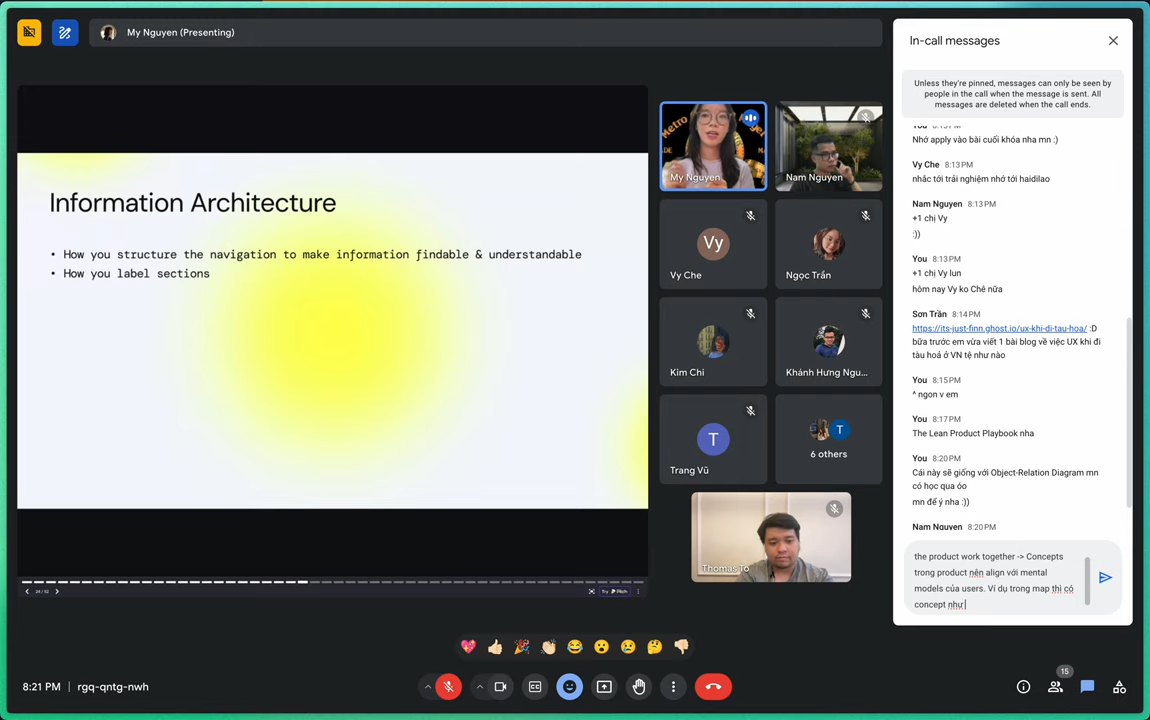 My Nguyen (Presenting)
Information Architecture
• How you structure the navigation to make information findable & understandable
• How you label sections
24 / 52
Try Pitch
My Nguyen
Nam Nguyen
Vy
Vy Che
Ngọc Trần
Kim Chi
Khánh Hưng Ngu...
T
Trang Vũ
T
6 others
Thomas To
In-call messages
Unless they're pinned, messages can only be seen by
people in the call when the message is sent. All
messages are deleted when the call ends.
You 8:13 PM
Nhớ apply vào bài cuối khóa nha mn :)
Vy Che 8:13 PM
nhắc tới trải nghiệm nhớ tới haidilao
Nam Nguyen 8:13 PM
+1 chị Vy
:))
You 8:13 PM
+1 chị Vy lun
hôm nay Vy ko Chê nữa
Sơn Trần 8:14 PM
https://its-just-finn.ghost.io/ux-khi-di-tau-hoa/ :D
bữa trước em vừa viết 1 bài blog về việc UX khi đi
tàu hoả ở VN tệ như nào
You 8:15 PM
^ ngon v em
You 8:17 PM
The Lean Product Playbook nha
You 8:20 PM
Cái này sẽ giống với Object-Relation Diagram mn
có học qua óo
mn để ý nha :))
Nam Nguyen 8:20 PM
the product work together -> Concepts
trong product nên align với mental
models của users. Ví dụ trong map thì có
concept như
8:21 PM | rgq-qntg-nwh
15